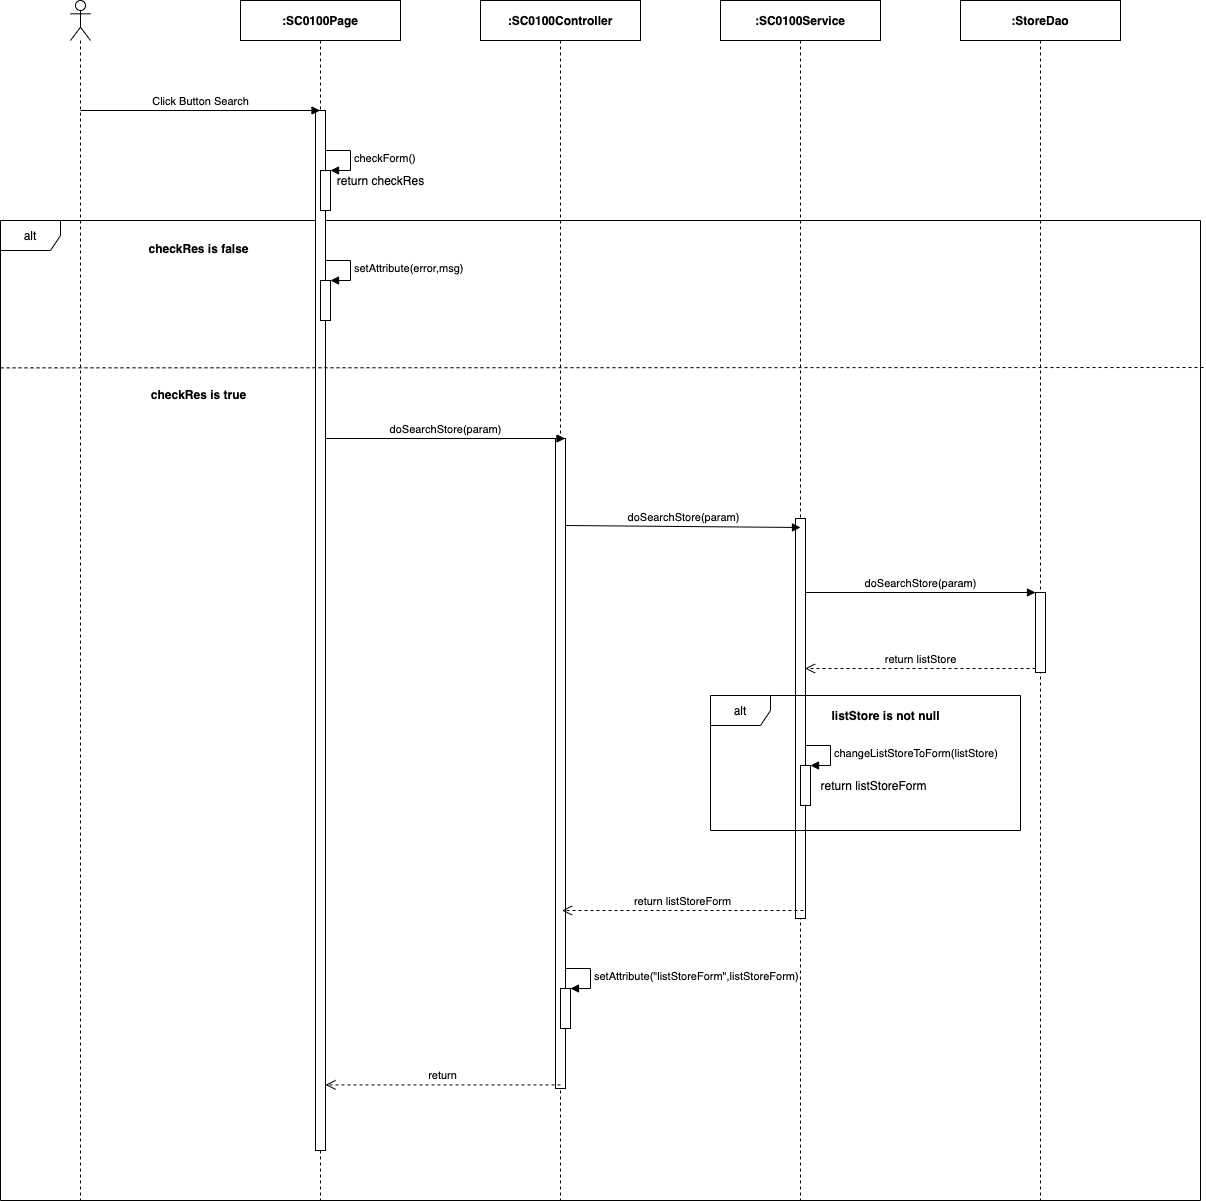 :SC0100Page
:SC0100Controller
:SC0100Service
:StoreDao
Click Button Search
checkForm()
return checkRes
alt
checkRes is false
setAttribute(error,msg)
checkRes is true
doSearchStore(param)
doSearchStore(param)
doSearchStore(param)
return listStore
alt
listStore is not null
changeListStoreToForm(listStore)
return listStoreForm
return listStoreForm
setAttribute("listStoreForm",listStoreForm)
return